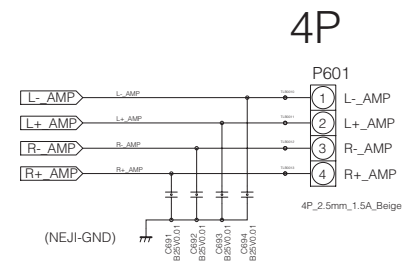 4P
P601
L-_AMP L-_AMP 1 L-_AMP
L+_AMP L+_AMP 2 L+_AMP
R-_AMP R-_AMP 3 R-_AMP
R+_AMP R+_AMP 4 R+_AMP
4P_2.5mm_1.5A_Beige
(NEJI-GND)
C691
B25V0.01
C692
B25V0.01
C693
B25V0.01
C694
B25V0.01